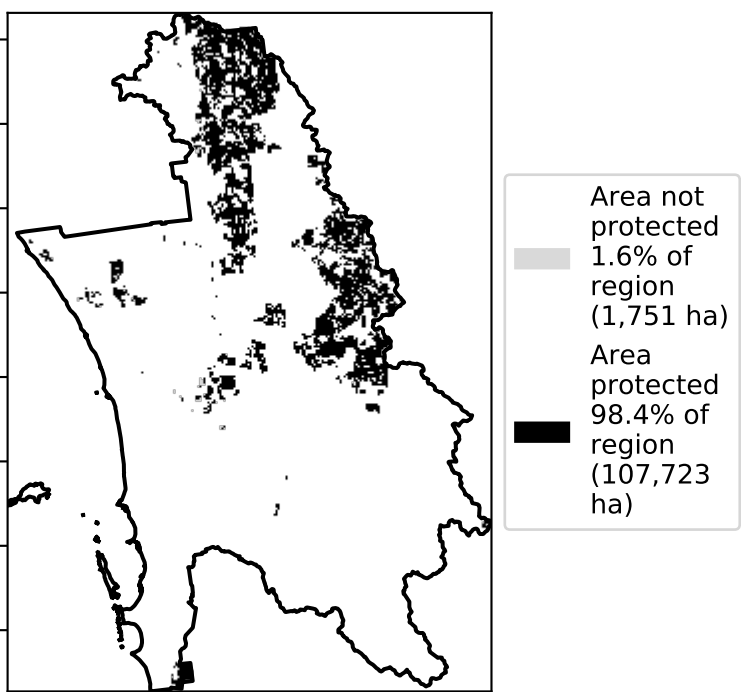 Area not
protected
1.6% of
region
(1,751 ha)
Area
protected
98.4% of
region
(107,723
ha)